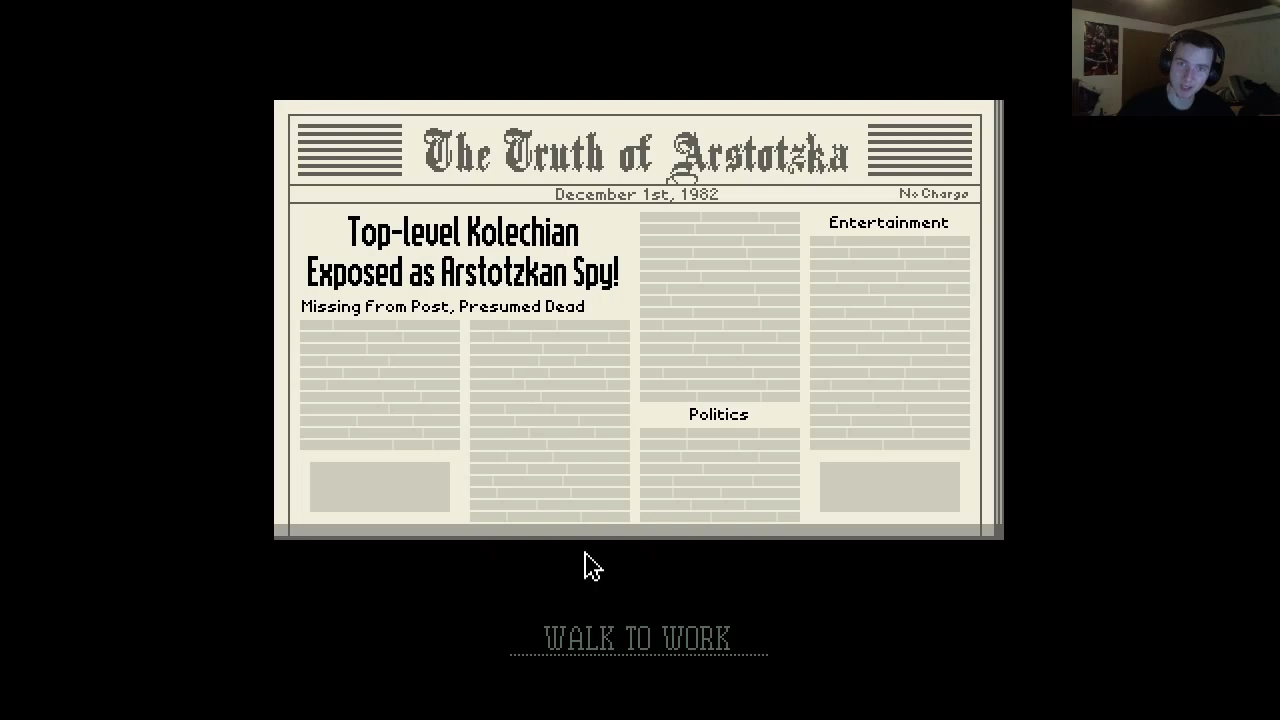 The Truth of Arstotzka
December 1st, 1982
No Charge
Top-level Kolechian
Exposed as Arstotzkan Spy!
Missing From Post, Presumed Dead
Politics
Entertainment
WALK TO WORK